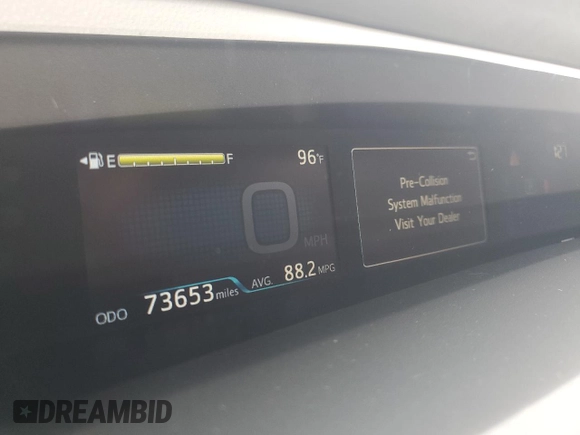 E F 96°F
0 MPH
ODO 73653 miles AVG. 88.2 MPG
Pre-Collision
System Malfunction
Visit Your Dealer
DREAMBID